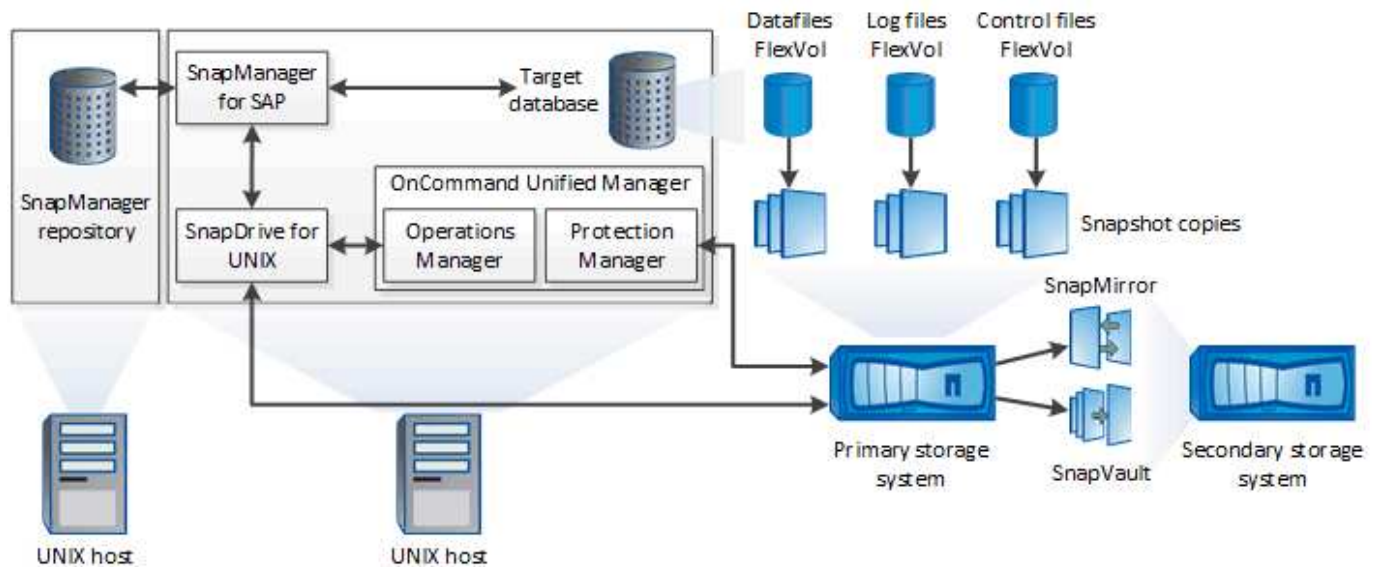 Datafiles
FlexVol
Log files
FlexVol
Control files
FlexVol
SnapManager
for SAP
Target
database
SnapManager
repository
OnCommand Unified Manager
SnapDrive for
UNIX
Operations
Manager
Protection
Manager
Snapshot copies
SnapMirror
Primary storage
system
SnapVault
Secondary storage
system
UNIX host
UNIX host